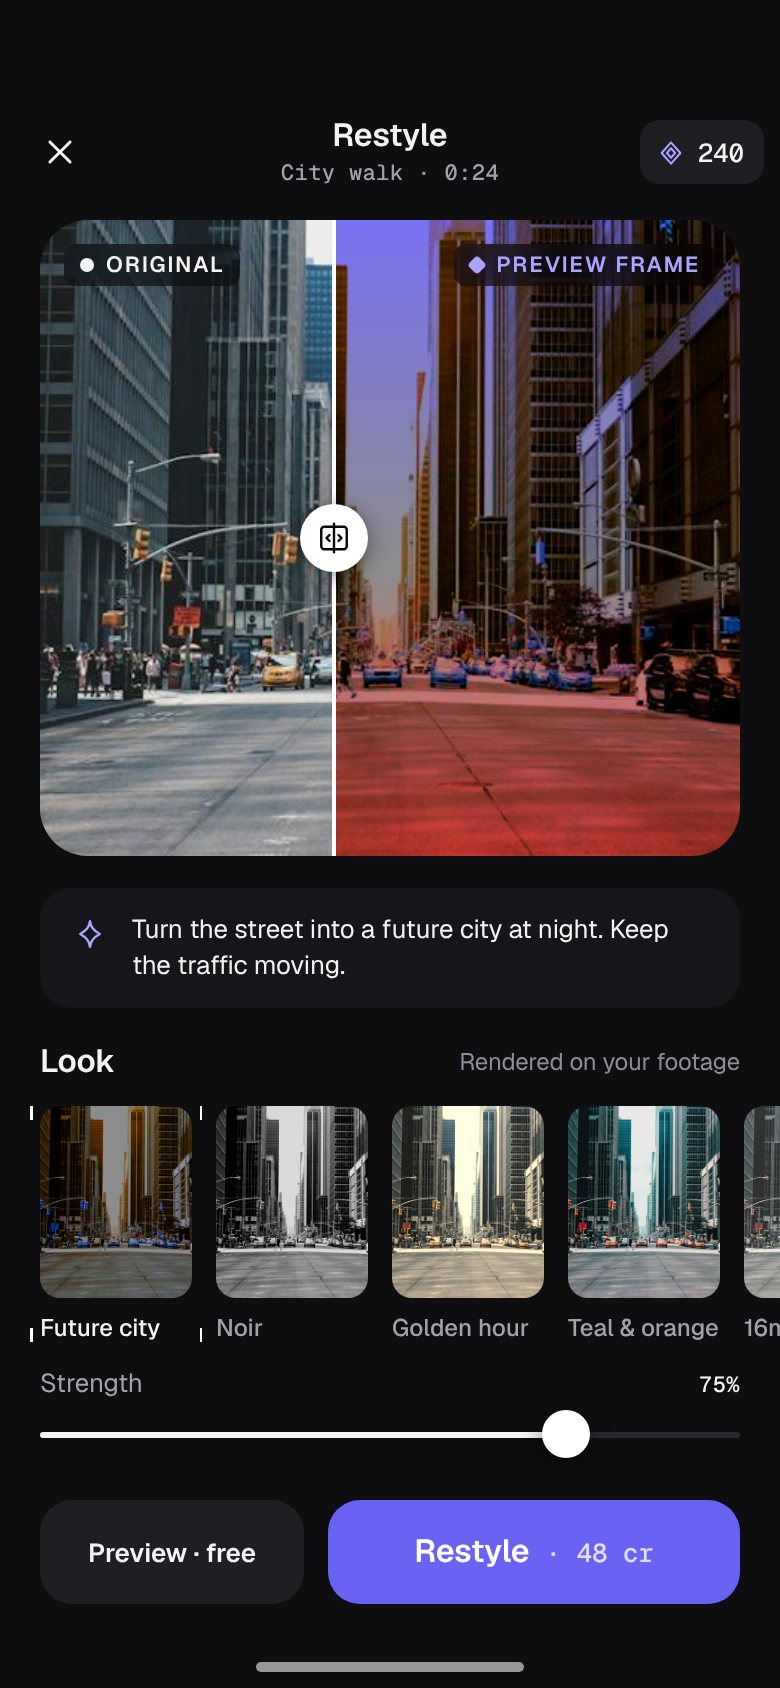 Restyle
City walk · 0:24
240
ORIGINAL
PREVIEW FRAME
Turn the street into a future city at night. Keep
the traffic moving.
Look
Rendered on your footage
Future city
Noir
Golden hour
Teal & orange
Strength
75%
Preview · free
Restyle · 48 cr